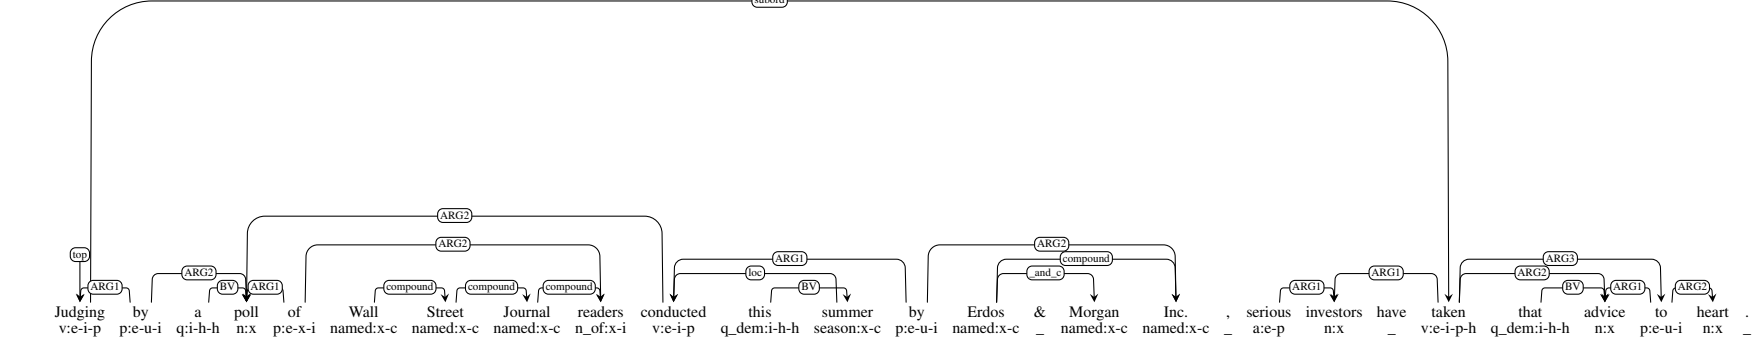 subord
ARG2
ARG2 ARG2
top ARG1 compound ARG3
ARG2 loc _and_c ARG1 ARG2
ARG1 BV ARG1 compound compound compound BV ARG1 BV ARG1 ARG2
Judging by a poll of Wall Street Journal readers conducted this summer by Erdos & Morgan Inc. , serious investors have taken that advice to heart .
v:e-i-p p:e-u-i q:i-h-h n:x p:e-x-i named:x-c named:x-c named:x-c n_of:x-i v:e-i-p q_dem:i-h-h season:x-c p:e-u-i named:x-c _ named:x-c named:x-c _ a:e-p n:x _ v:e-i-p-h q_dem:i-h-h n:x p:e-u-i n:x _